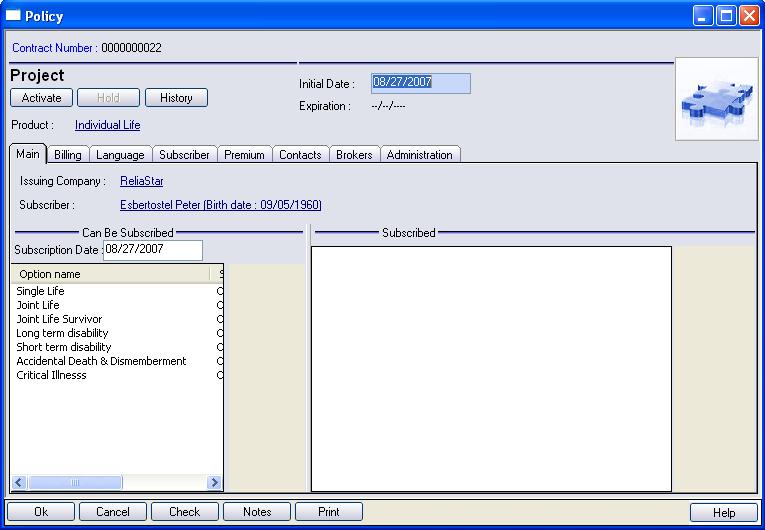 Policy
Contract Number : 0000000022
Project
Initial Date : 08/27/2007
Activate Hold History
Expiration : --/--/----
Product : Individual Life
Main Billing Language Subscriber Premium Contacts Brokers Administration
Issuing Company : ReliaStar
Subscriber : Esbertostel Peter (Birth date : 09/05/1960)
Can Be Subscribed Subscribed
Subscription Date : 08/27/2007
Option name S
Single Life O
Joint Life O
Joint Life Survivor O
Long term disability O
Short term disability O
Accidental Death & Dismemberment O
Critical Illnesss O
Ok Cancel Check Notes Print Help